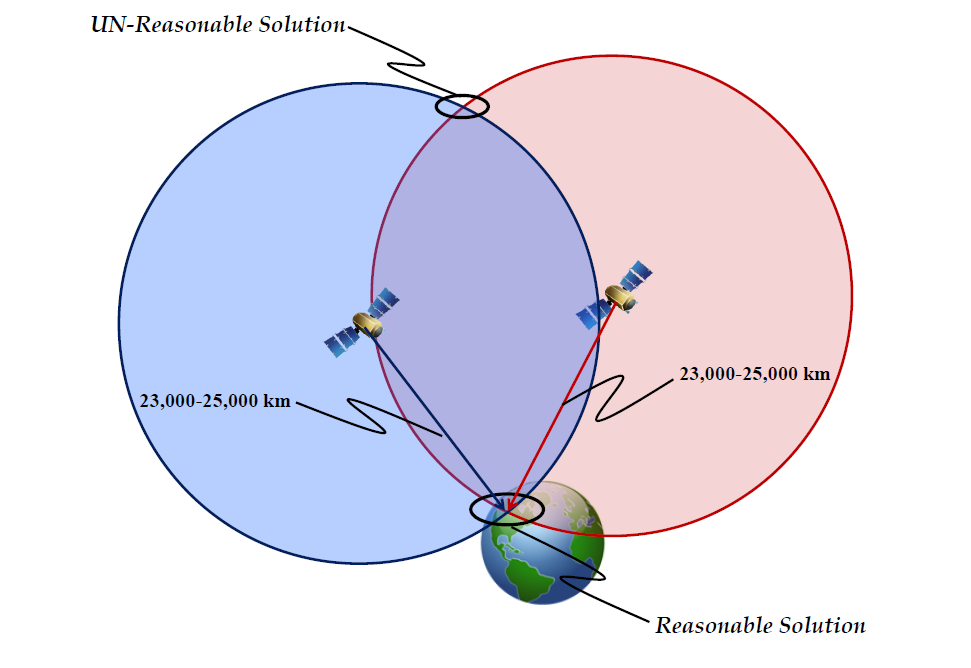 UN-Reasonable Solution
23,000-25,000 km
23,000-25,000 km
Reasonable Solution